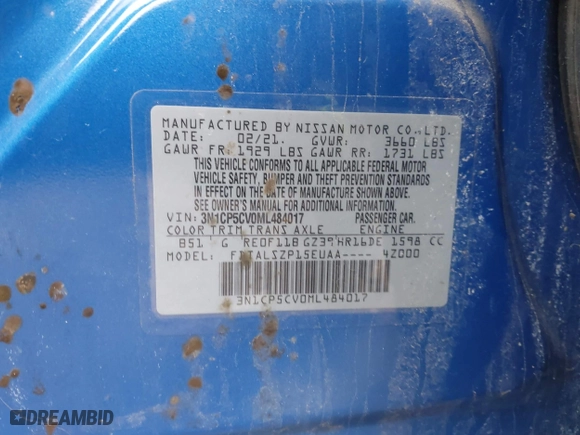 MANUFACTURED BY NISSAN MOTOR CO.,LTD.
DATE: 02/21. GVWR: 3660 LBS
GAWR FR: 1929 LBS GAWR RR: 1731 LBS
THIS VEHICLE CONFORMS TO ALL APPLICABLE FEDERAL MOTOR
VEHICLE SAFETY, BUMPER AND THEFT PREVENTION STANDARDS
IN EFFECT ON THE DATE OF MANUFACTURE SHOWN ABOVE.
SEE OWNER'S MANUAL FOR ADDITIONAL INFORMATION.
VIN: 3N1CP5CV0ML484017 PASSENGER CAR.
COLOR TRIM TRANS AXLE ENGINE
B51 G RE0F11B GZ39 HR16DE 1598 CC
MODEL: 4Z000
3N1CP5CV0ML484017
DREAMBID